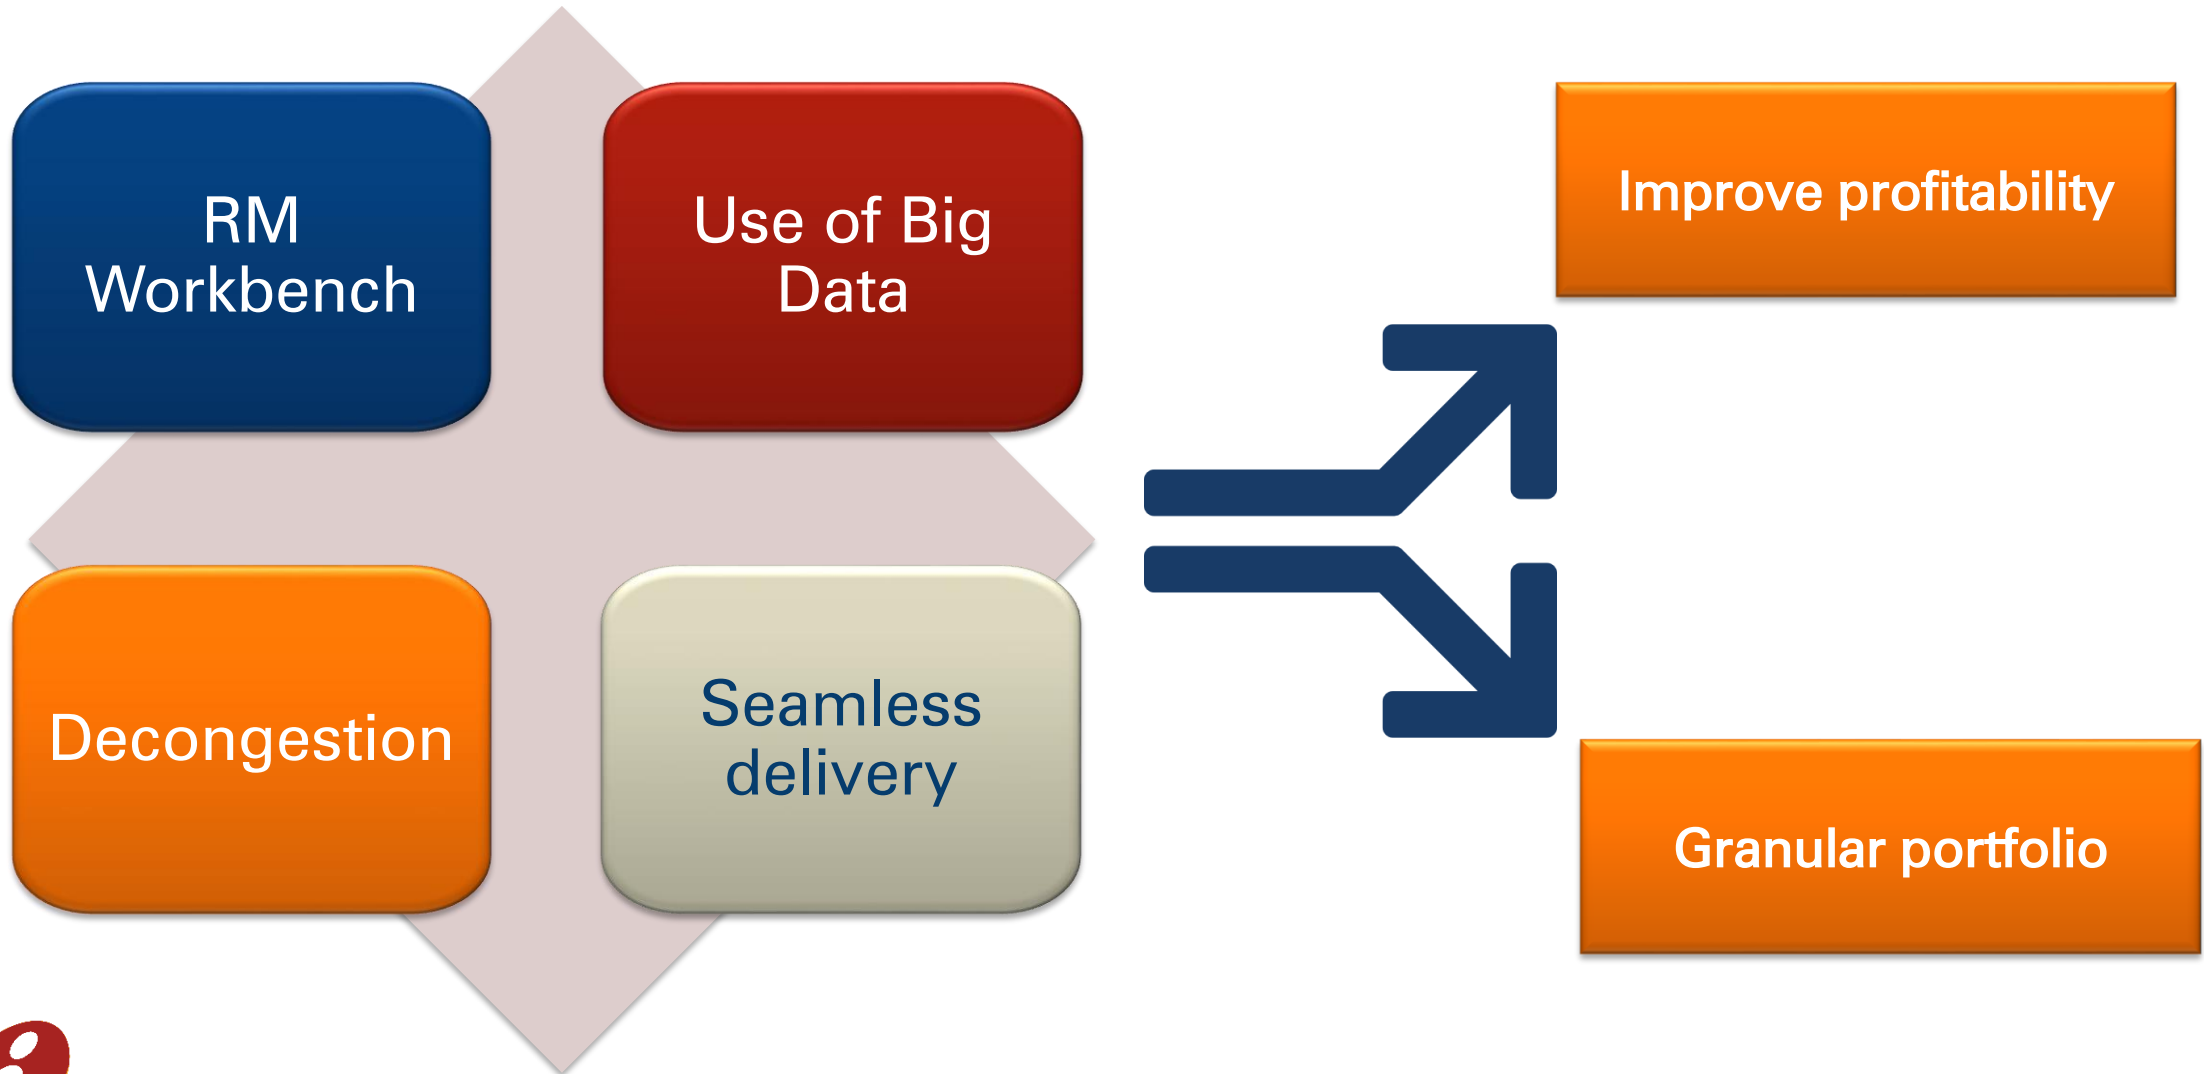 RM
Workbench
Use of Big
Data
Decongestion
Seamless
delivery
Improve profitability
Granular portfolio